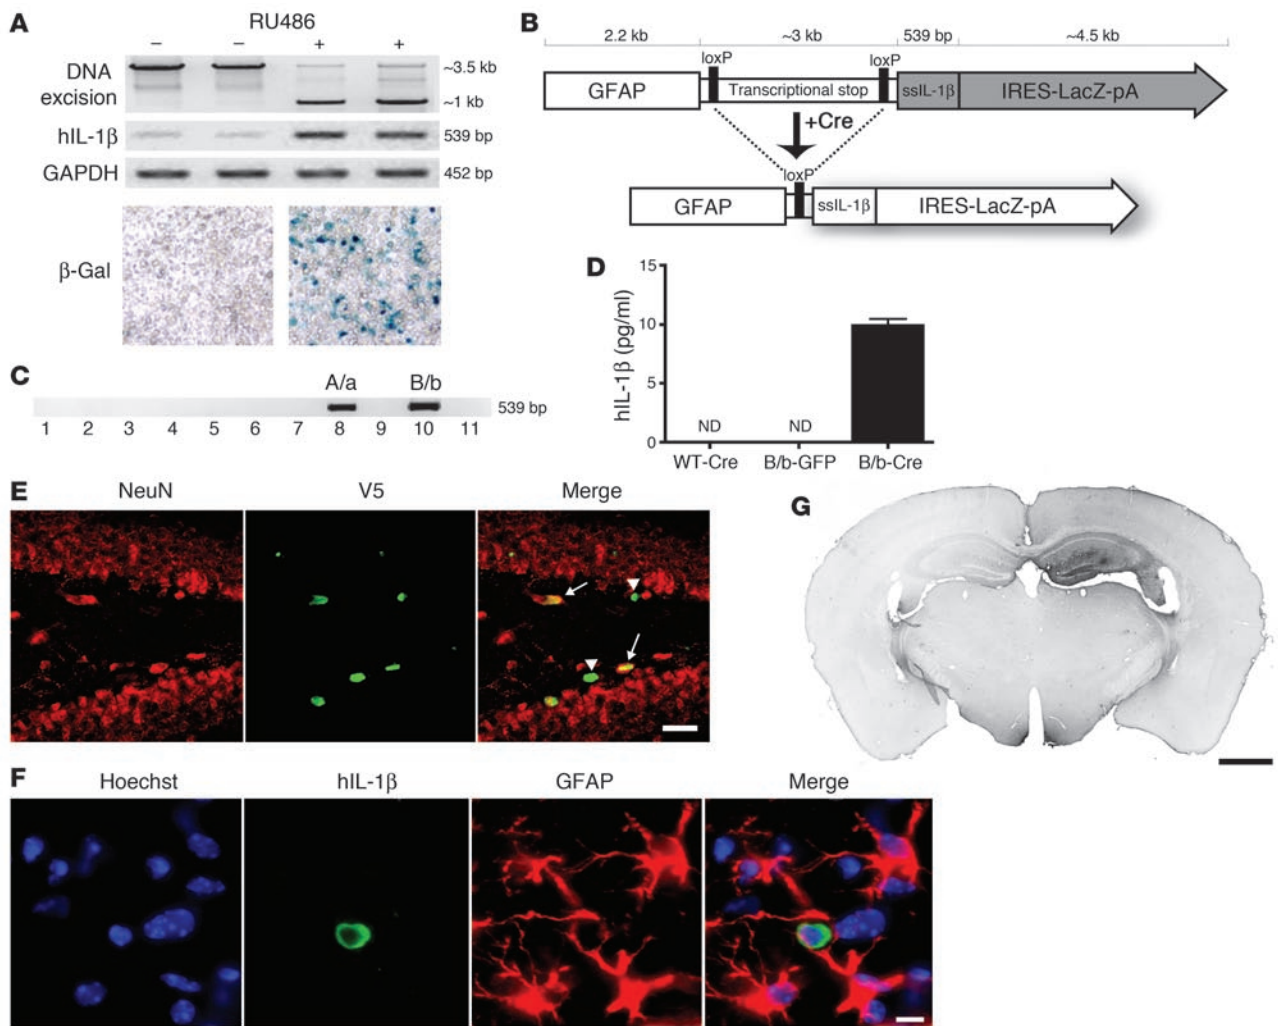 A
RU486
– – + +
DNA excision
~3.5 kb
~1 kb
hIL-1β
539 bp
GAPDH
452 bp
β-Gal
B
2.2 kb ~3 kb 539 bp ~4.5 kb
loxP loxP
GFAP Transcriptional stop ssIL-1β IRES-LacZ-pA
+Cre
loxP
GFAP ssIL-1β IRES-LacZ-pA
C
A/a B/b
539 bp
1 2 3 4 5 6 7 8 9 10 11
D
hIL-1β (pg/ml)
15
10
5
0
ND ND
WT-Cre B/b-GFP B/b-Cre
E
NeuN V5 Merge
F
Hoechst hIL-1β GFAP Merge
G